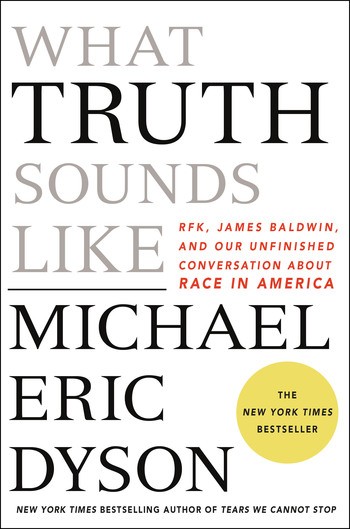 WHAT
TRUTH
SOUNDS
LIKE
RFK, JAMES BALDWIN,
AND OUR UNFINISHED
CONVERSATION ABOUT
RACE IN AMERICA
MICHAEL
ERIC
DYSON
THE
NEW YORK TIMES
BESTSELLER
NEW YORK TIMES BESTSELLING AUTHOR OF TEARS WE CANNOT STOP